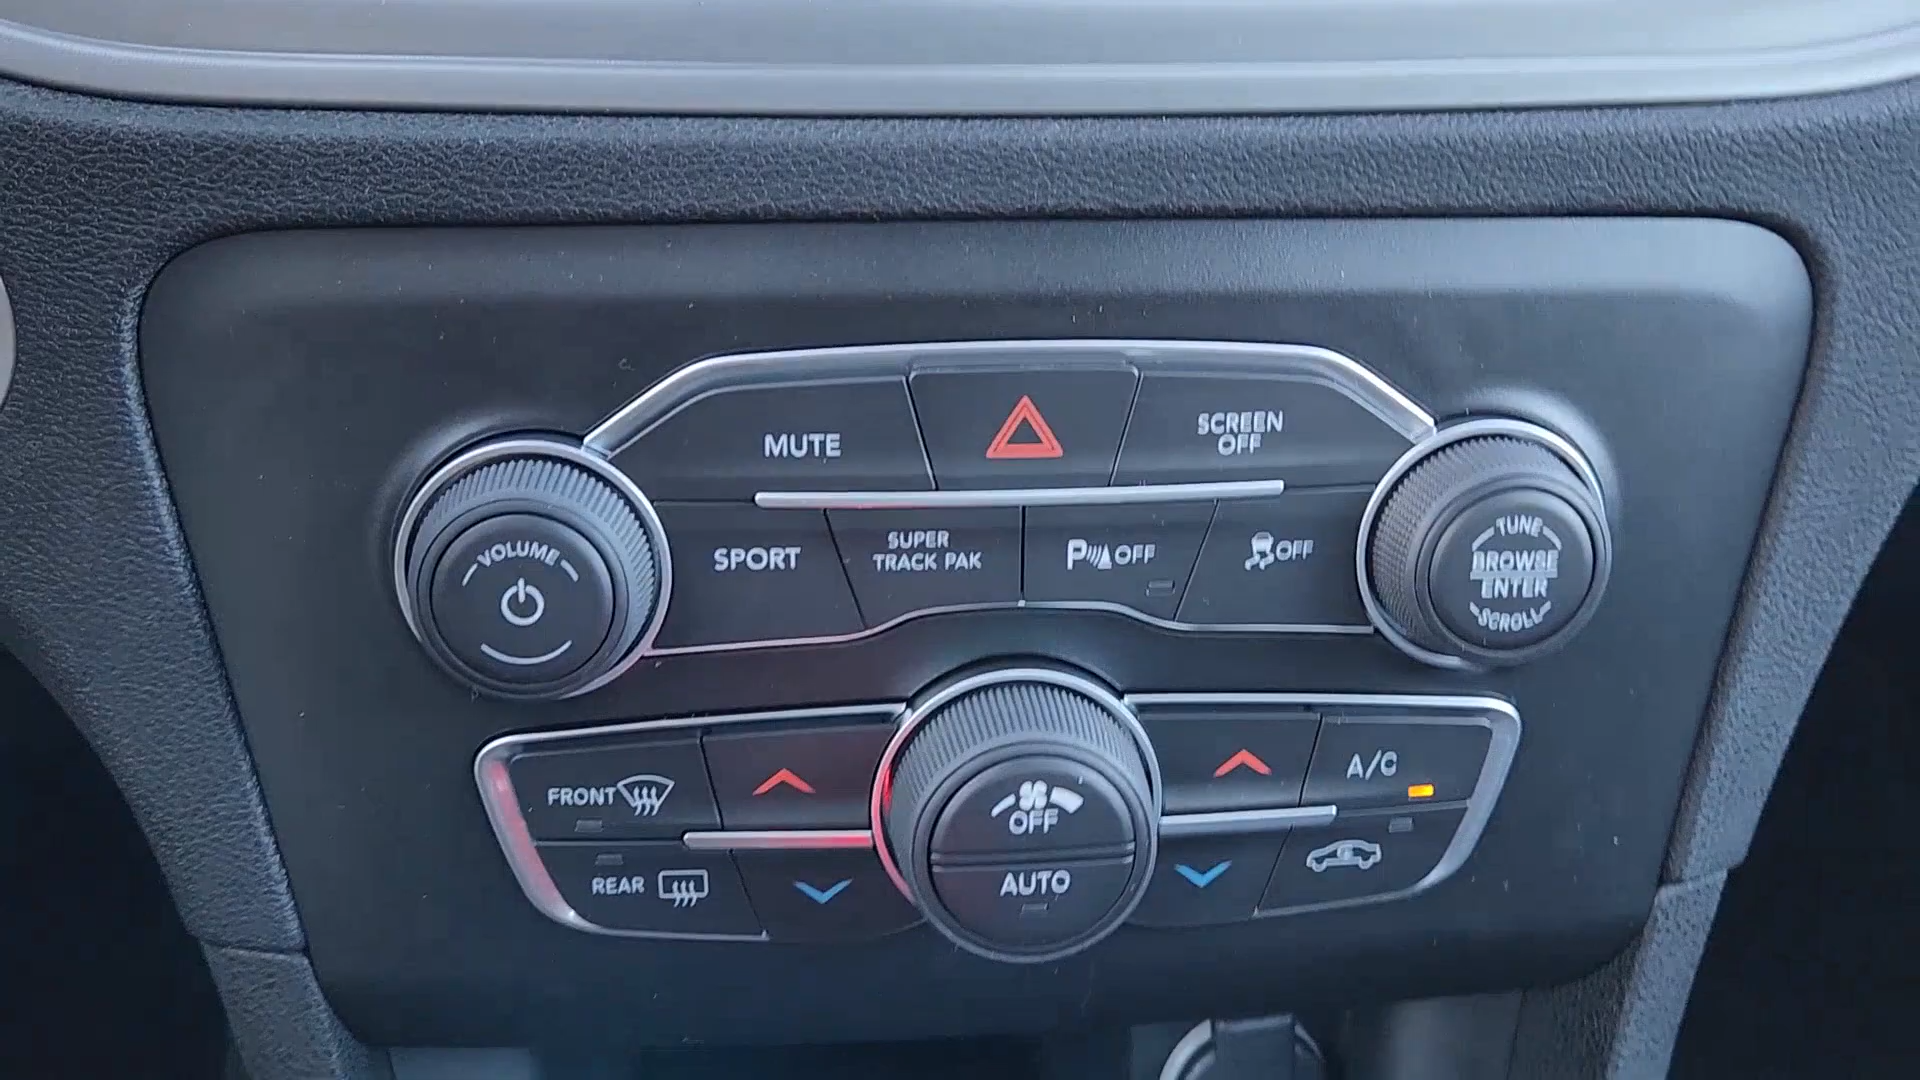 MUTE
SCREEN
OFF
VOLUME
SPORT
SUPER
TRACK PAK
P OFF
OFF
TUNE
BROWSE
ENTER
SCROLL
FRONT
OFF
A/C
REAR
AUTO